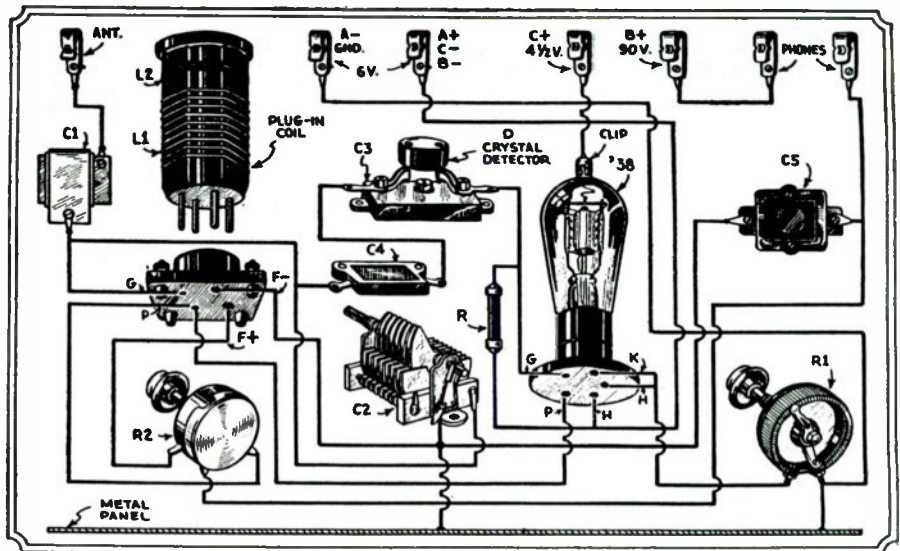 ANT.
A-
GND.
6V.
A+
C-
B-
C+
4½V.
B+
90V.
PHONES
L2
L1
PLUG-IN
COIL
C1
C3
D
CRYSTAL
DETECTOR
CLIP
'38
C5
C4
G
F-
P
F+
R
C2
G
K
H
P
H
R1
R2
METAL
PANEL